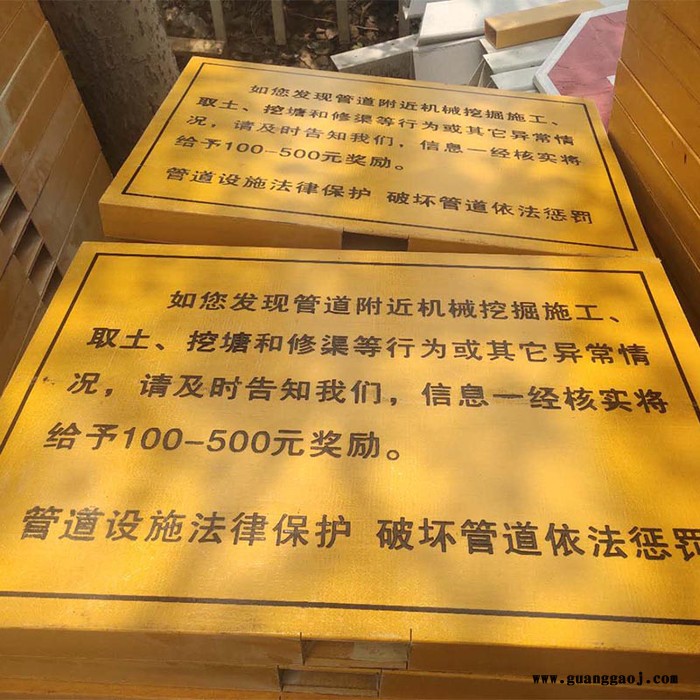 如您发现管道附近机械挖掘施工、
取土、挖塘和修渠等行为或其它异常情
况，请及时告知我们，信息一经核实将
给予100-500元奖励。
管道设施法律保护 破坏管道依法惩罚
如您发现管道附近机械挖掘施工、
取土、挖塘和修渠等行为或其它异常情
况，请及时告知我们，信息一经核实将
给予100-500元奖励。
管道设施法律保护 破坏管道依法惩罚
www.guanggaoj.com